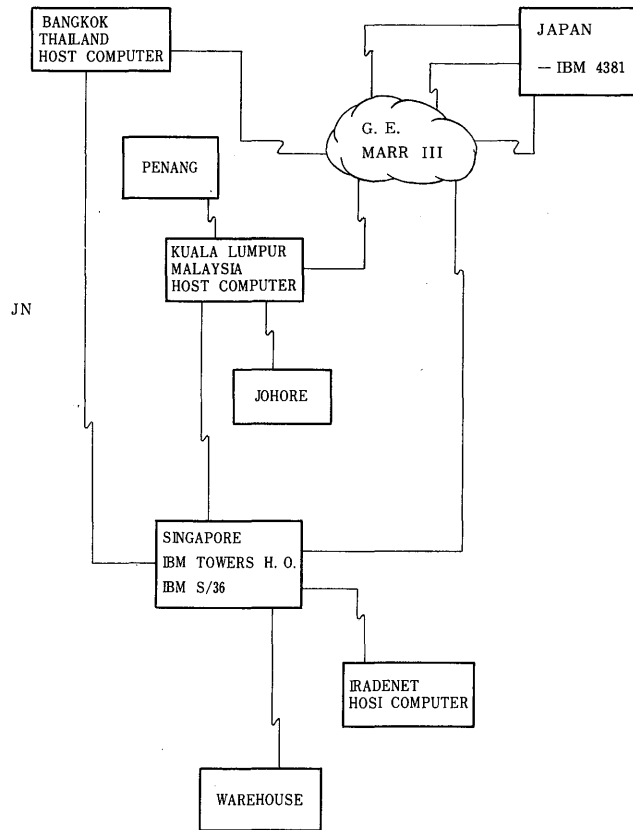 BANGKOK
THAILAND
HOST COMPUTER
JAPAN
— IBM 4381
G. E.
MARR III
PENANG
KUALA LUMPUR
MALAYSIA
HOST COMPUTER
JN
JOHORE
SINGAPORE
IBM TOWERS H. O.
IBM S/36
IRADENET
HOSI COMPUTER
WAREHOUSE